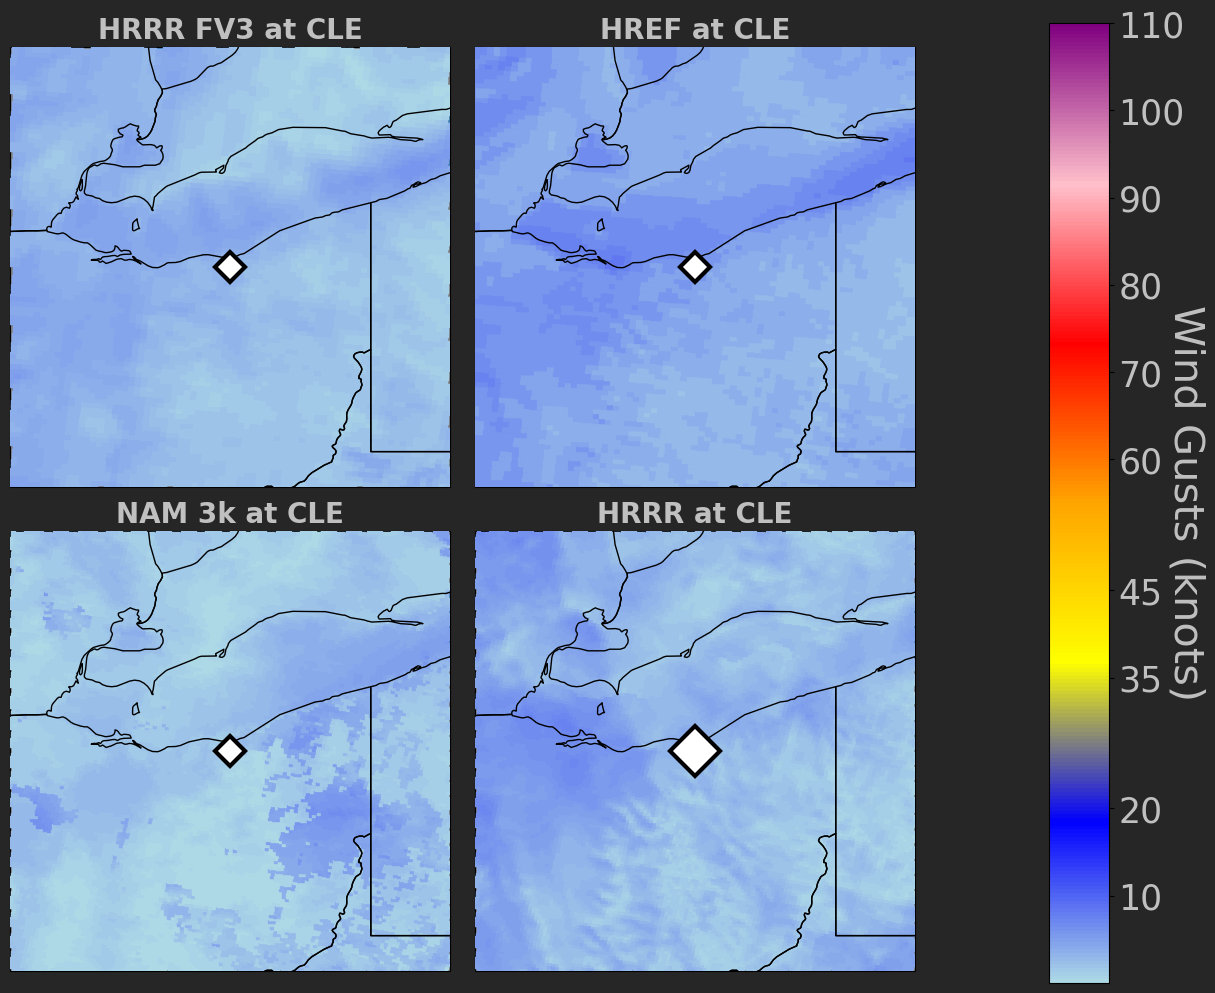 HRRR FV3 at CLE
HREF at CLE
NAM 3k at CLE
HRRR at CLE
110
100
90
80
70
60
45
35
20
10
Wind Gusts (knots)